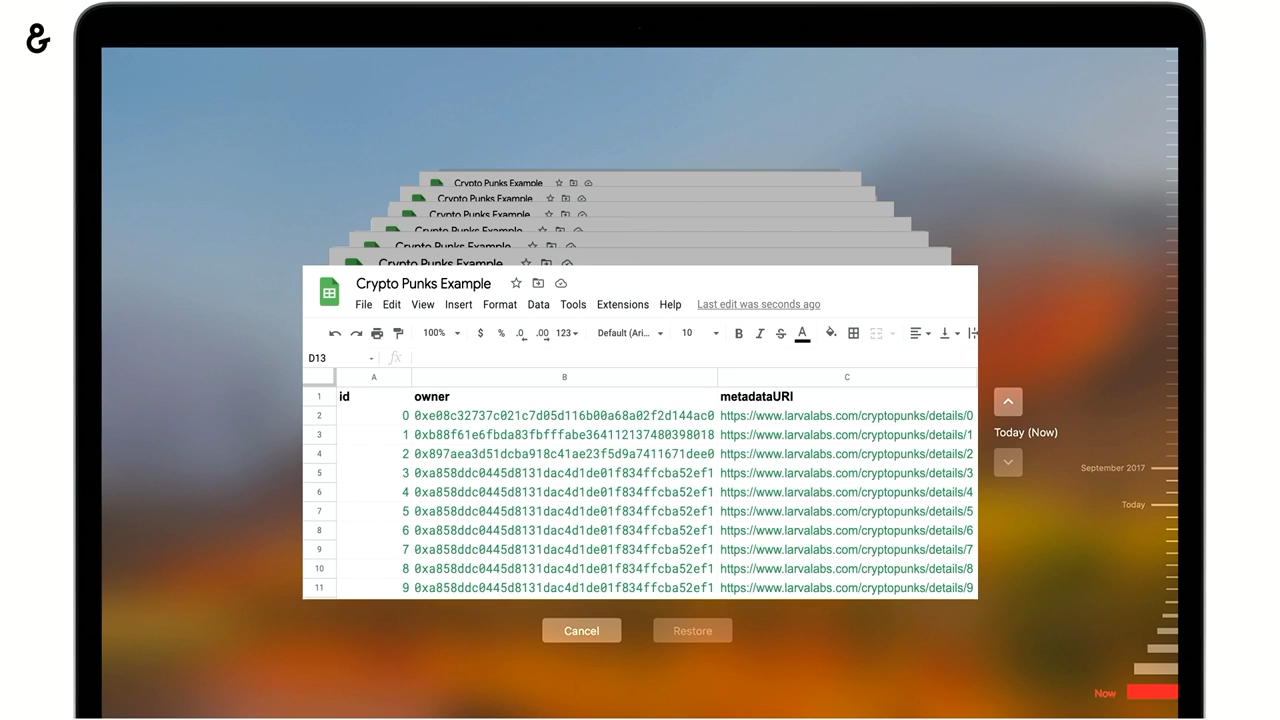 &
Crypto Punks Example
Crypto Punks Example
Crypto Punks Example
Crypto Punks Example
Crypto Punks Example
Crypto Punks Example
Crypto Punks Example
File Edit View Insert Format Data Tools Extensions Help Last edit was seconds ago
100% $ % .0 .00 123 Default (Ari... 10 B I S A
D13 fx
A B C
1 id owner metadataURI
2 0 0xe08c32737c021c7d05d116b00a68a02f2d144ac0 https://www.larvalabs.com/cryptopunks/details/0
3 1 0xb88f61e6fbda83fbfffabe364112137480398018 https://www.larvalabs.com/cryptopunks/details/1
4 2 0x897aea3d51dcba918c41ae23f5d9a7411671dee0 https://www.larvalabs.com/cryptopunks/details/2
5 3 0xa858ddc0445d8131dac4d1de01f834ffcba52ef1 https://www.larvalabs.com/cryptopunks/details/3
6 4 0xa858ddc0445d8131dac4d1de01f834ffcba52ef1 https://www.larvalabs.com/cryptopunks/details/4
7 5 0xa858ddc0445d8131dac4d1de01f834ffcba52ef1 https://www.larvalabs.com/cryptopunks/details/5
8 6 0xa858ddc0445d8131dac4d1de01f834ffcba52ef1 https://www.larvalabs.com/cryptopunks/details/6
9 7 0xa858ddc0445d8131dac4d1de01f834ffcba52ef1 https://www.larvalabs.com/cryptopunks/details/7
10 8 0xa858ddc0445d8131dac4d1de01f834ffcba52ef1 https://www.larvalabs.com/cryptopunks/details/8
11 9 0xa858ddc0445d8131dac4d1de01f834ffcba52ef1 https://www.larvalabs.com/cryptopunks/details/9
Today (Now)
September 2017
Today
Cancel Restore
Now